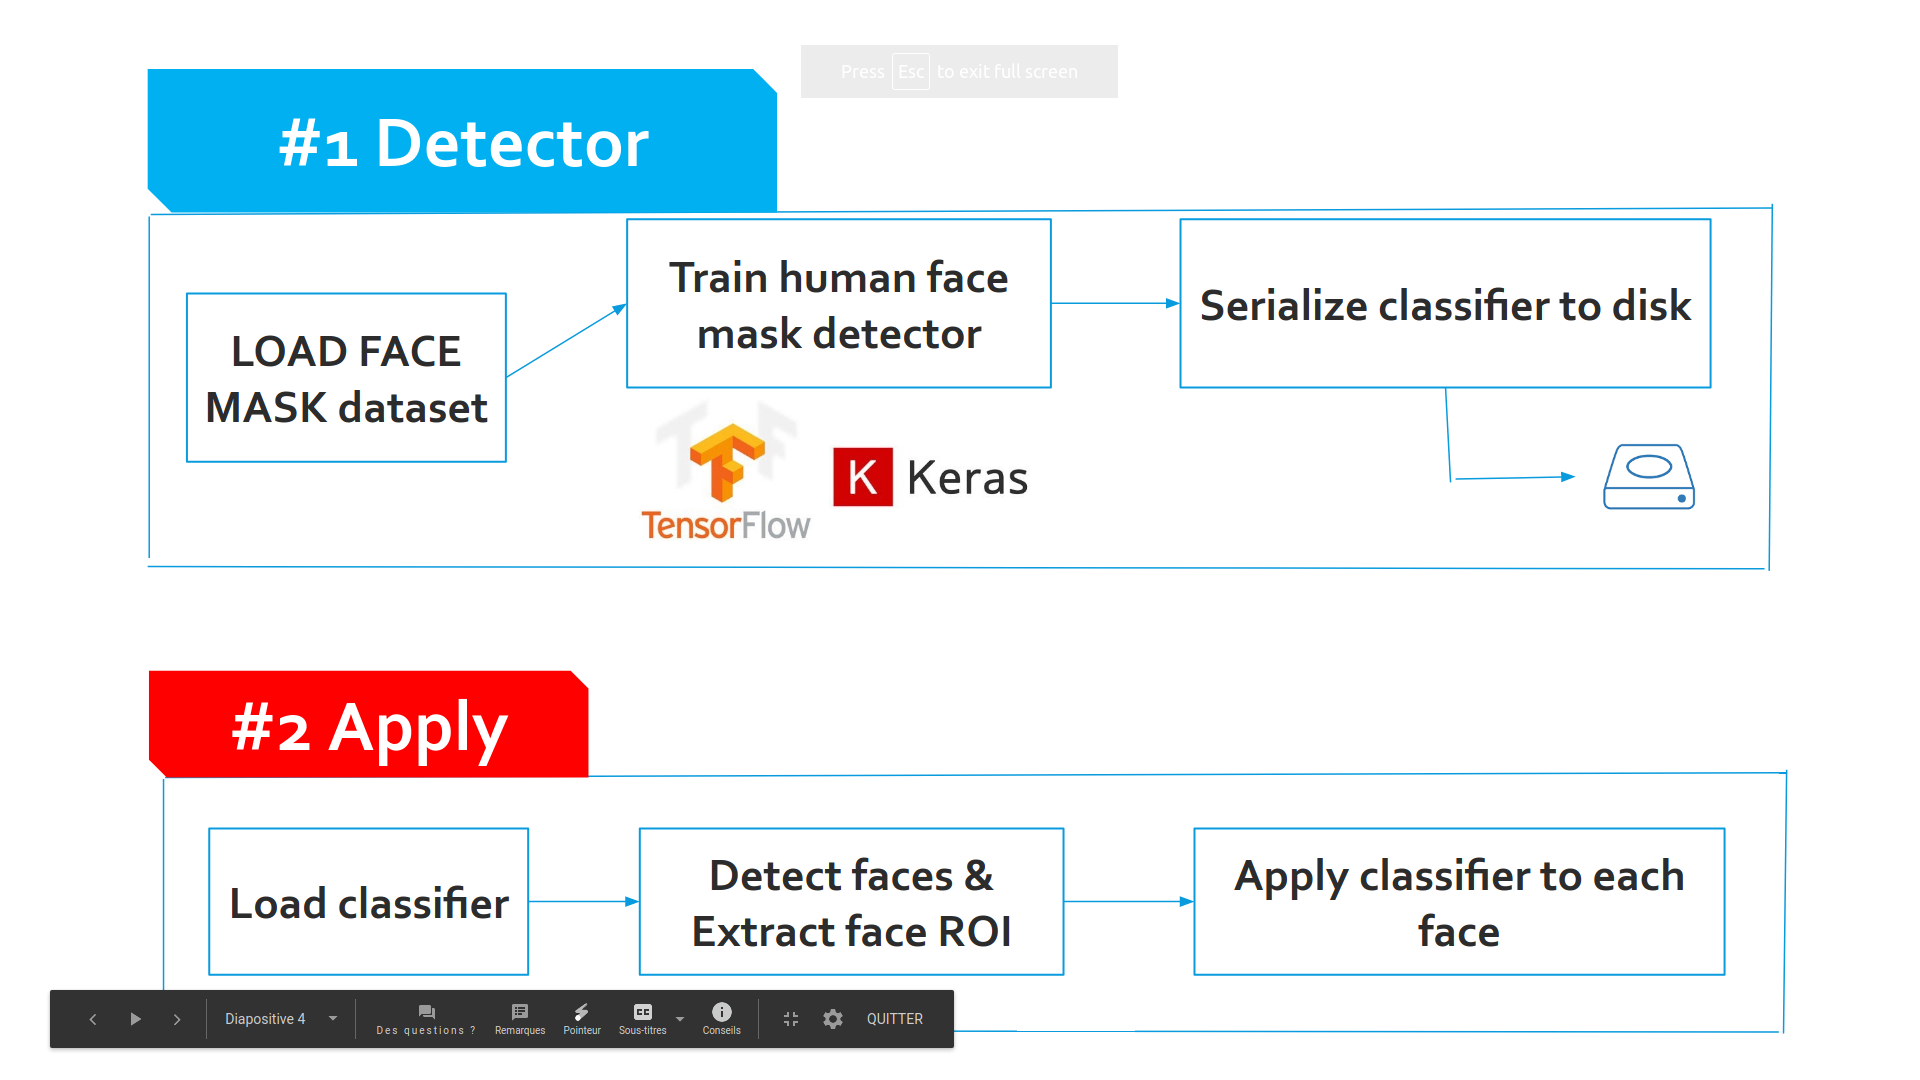 Press Esc to exit full screen
#1 Detector
LOAD FACE
MASK dataset
Train human face
mask detector
Serialize classifier to disk
TensorFlow
K Keras
#2 Apply
Load classifier
Detect faces &
Extract face ROI
Apply classifier to each
face
Diapositive 4
Des questions ?
Remarques
Pointeur
CC
Sous-titres
Conseils
QUITTER